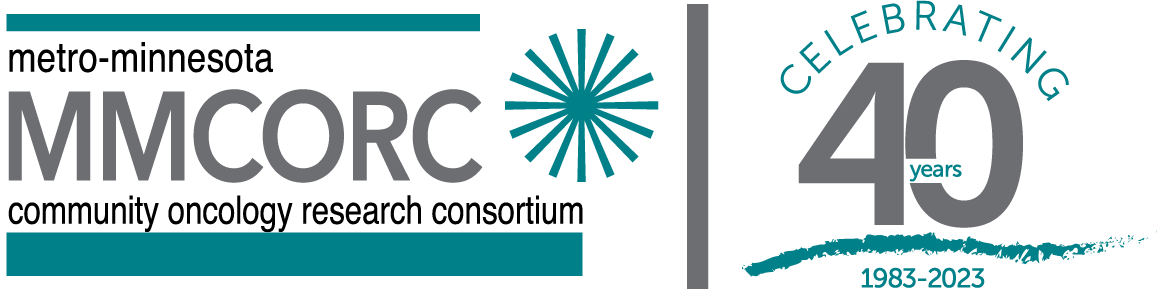 metro-minnesota
MMCORC
community oncology research consortium
CELEBRATING
40
years
1983-2023